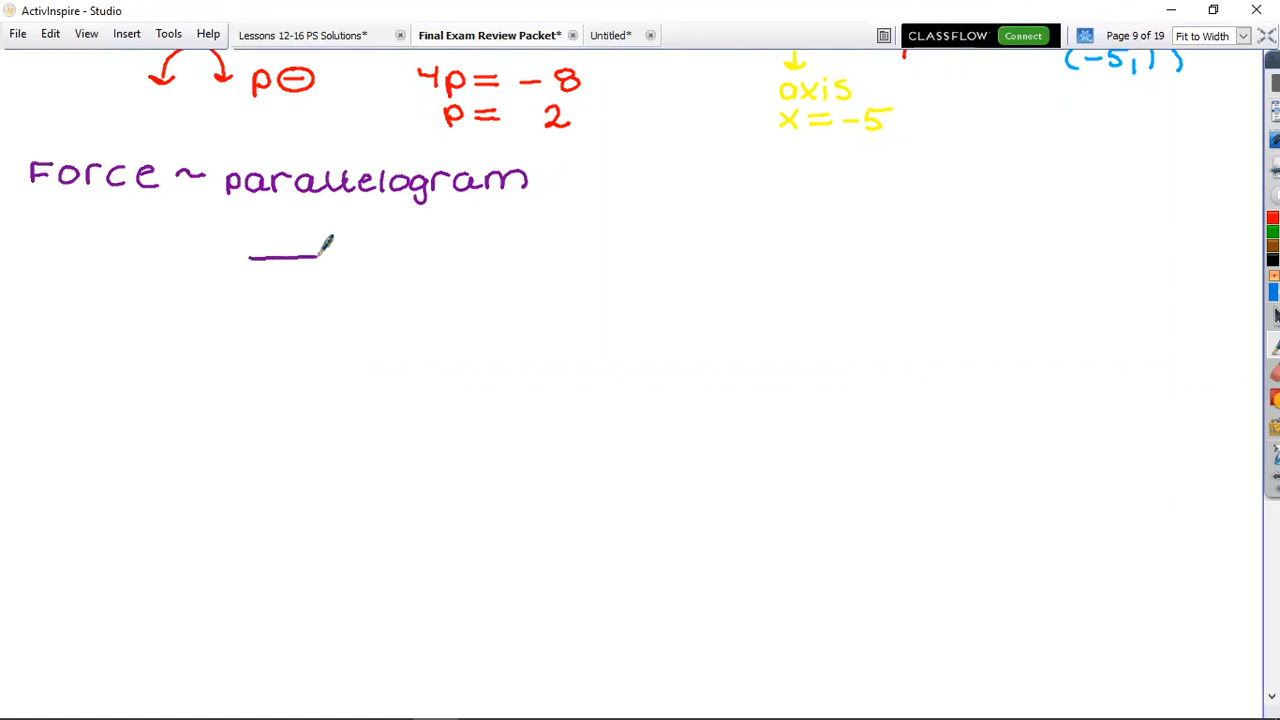 ActivInspire - Studio
File Edit View Insert Tools Help
Lessons 12-16 PS Solutions* Final Exam Review Packet* Untitled*
CLASSFLOW Connect
Page 9 of 19 Fit to Width
p ⊖
4p = - 8
p = 2
axis
x = -5
(-5,1)
Force ~ parallelogram